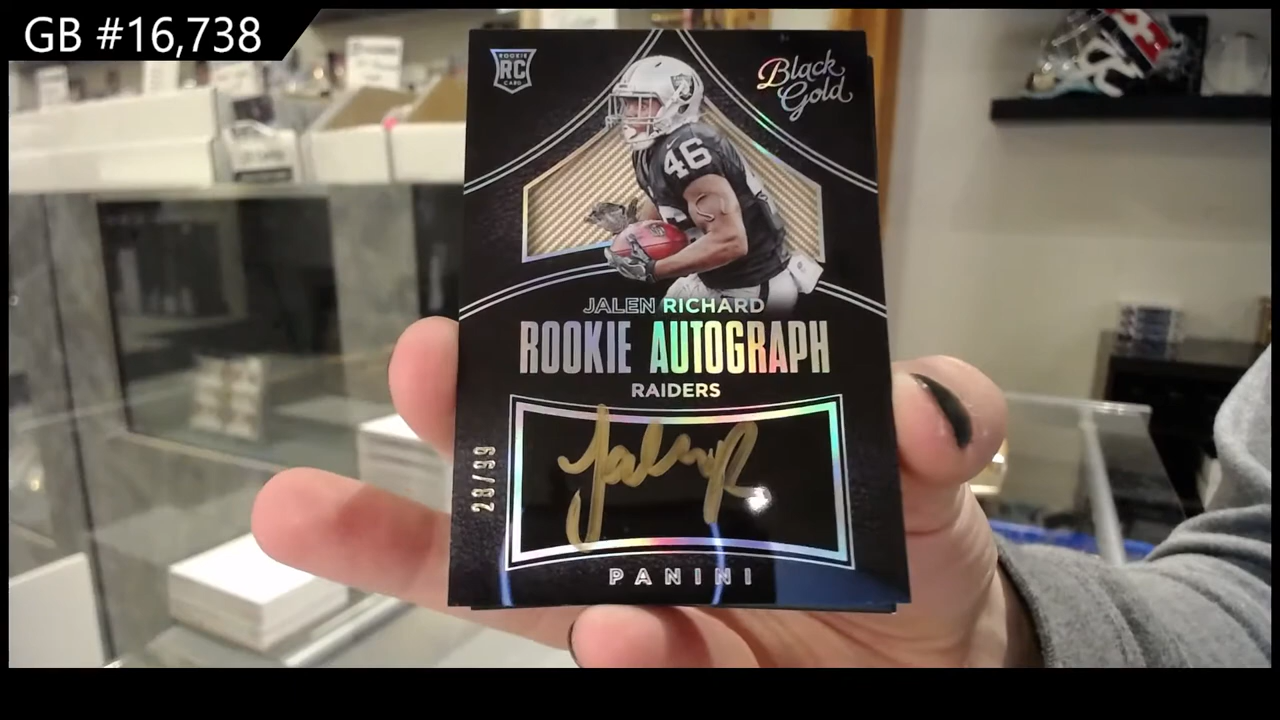 GB #16,738
ROOKIE
RC
CARD
Black
Gold
46
JALEN RICHARD
ROOKIE AUTOGRAPH
RAIDERS
28/99
PANINI